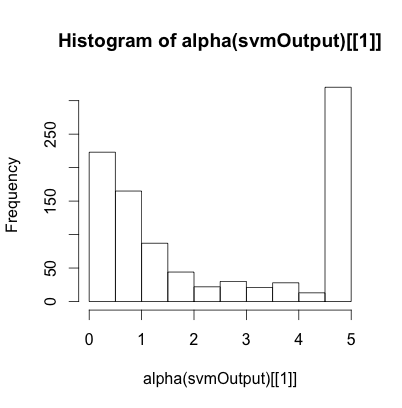 Histogram of alpha(svmOutput)[[1]]
Frequency
250
150
50
0
0 1 2 3 4 5
alpha(svmOutput)[[1]]